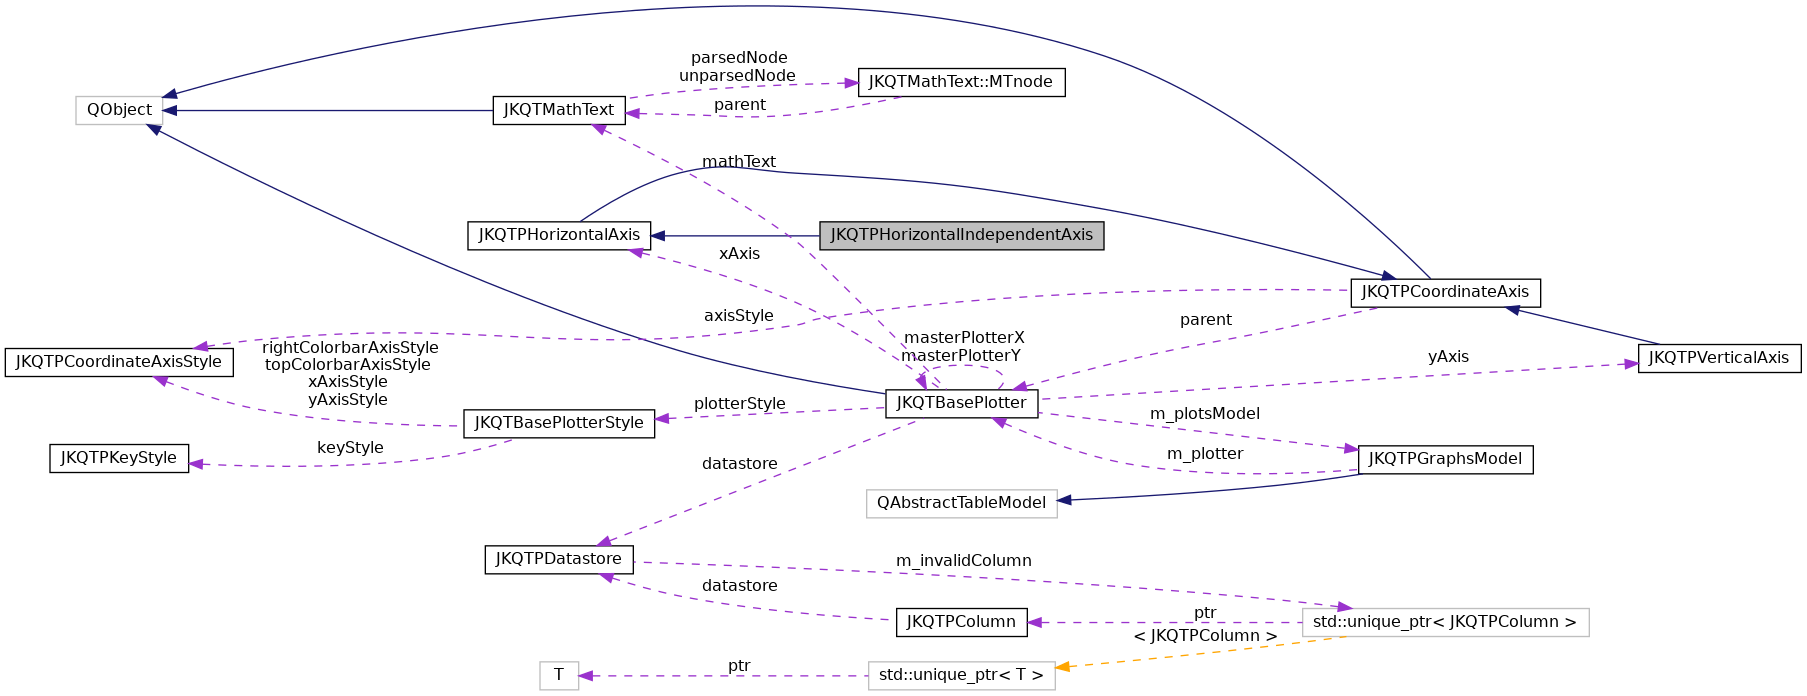 parsedNode
unparsedNode
JKQTMathText::MTnode
QObject
JKQTMathText
parent
mathText
JKQTPHorizontalAxis
JKQTPHorizontalIndependentAxis
xAxis
JKQTPCoordinateAxis
axisStyle
parent
masterPlotterX
masterPlotterY
JKQTPCoordinateAxisStyle
rightColorbarAxisStyle
topColorbarAxisStyle
xAxisStyle
yAxisStyle
yAxis
JKQTPVerticalAxis
plotterStyle
JKQTBasePlotter
JKQTBasePlotterStyle
m_plotsModel
JKQTPKeyStyle
keyStyle
datastore
m_plotter
JKQTPGraphsModel
QAbstractTableModel
JKQTPDatastore
m_invalidColumn
datastore
JKQTPColumn
ptr
std::unique_ptr< JKQTPColumn >
< JKQTPColumn >
T
ptr
std::unique_ptr< T >